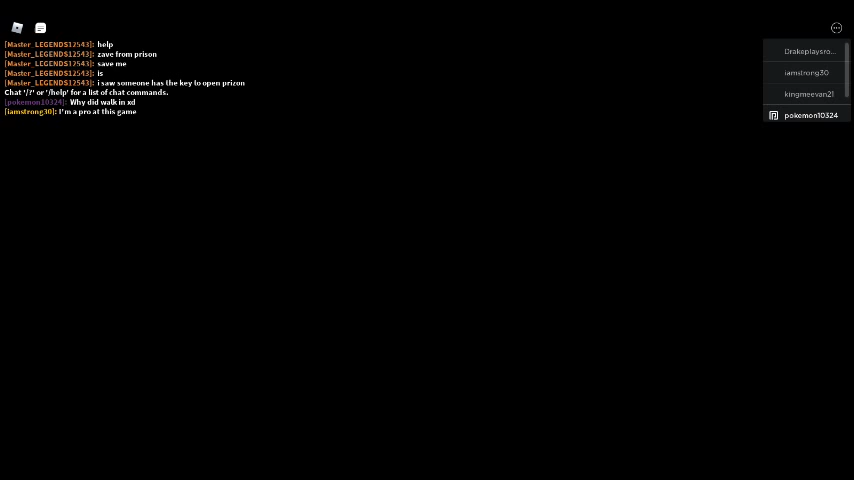 [Master_LEGENDS12543]: help
[Master_LEGENDS12543]: zave from prison
[Master_LEGENDS12543]: save me
[Master_LEGENDS12543]: is
[Master_LEGENDS12543]: i saw someone has the key to open prizon
Chat '/?' or '/help' for a list of chat commands.
[pokemon10324]: Why did walk in xd
[iamstrong30]: I'm a pro at this game
Drakeplaysro...
iamstrong30
kingmeevan21
pokemon10324